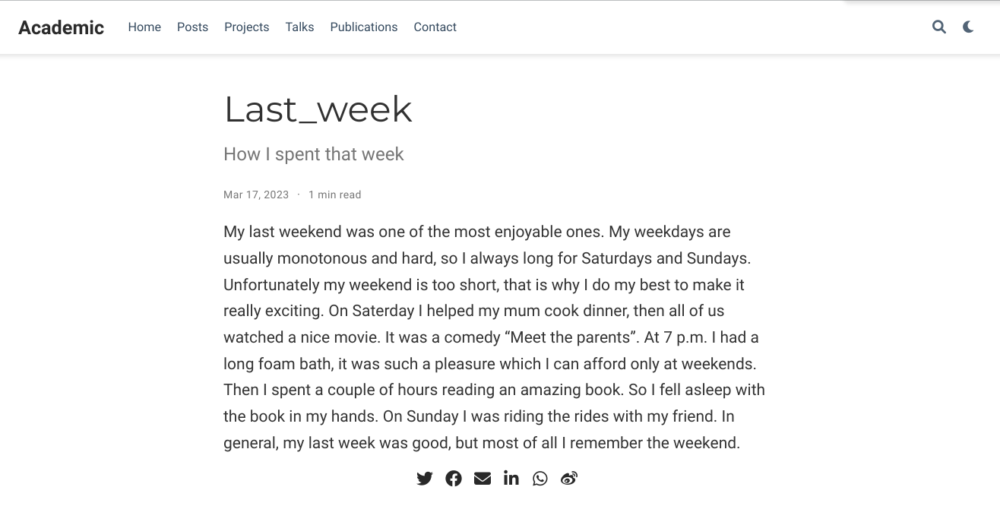 Academic Home Posts Projects Talks Publications Contact
Last_week
How I spent that week
Mar 17, 2023 · 1 min read
My last weekend was one of the most enjoyable ones. My weekdays are
usually monotonous and hard, so I always long for Saturdays and Sundays.
Unfortunately my weekend is too short, that is why I do my best to make it
really exciting. On Saterday I helped my mum cook dinner, then all of us
watched a nice movie. It was a comedy “Meet the parents”. At 7 p.m. I had a
long foam bath, it was such a pleasure which I can afford only at weekends.
Then I spent a couple of hours reading an amazing book. So I fell asleep with
the book in my hands. On Sunday I was riding the rides with my friend. In
general, my last week was good, but most of all I remember the weekend.